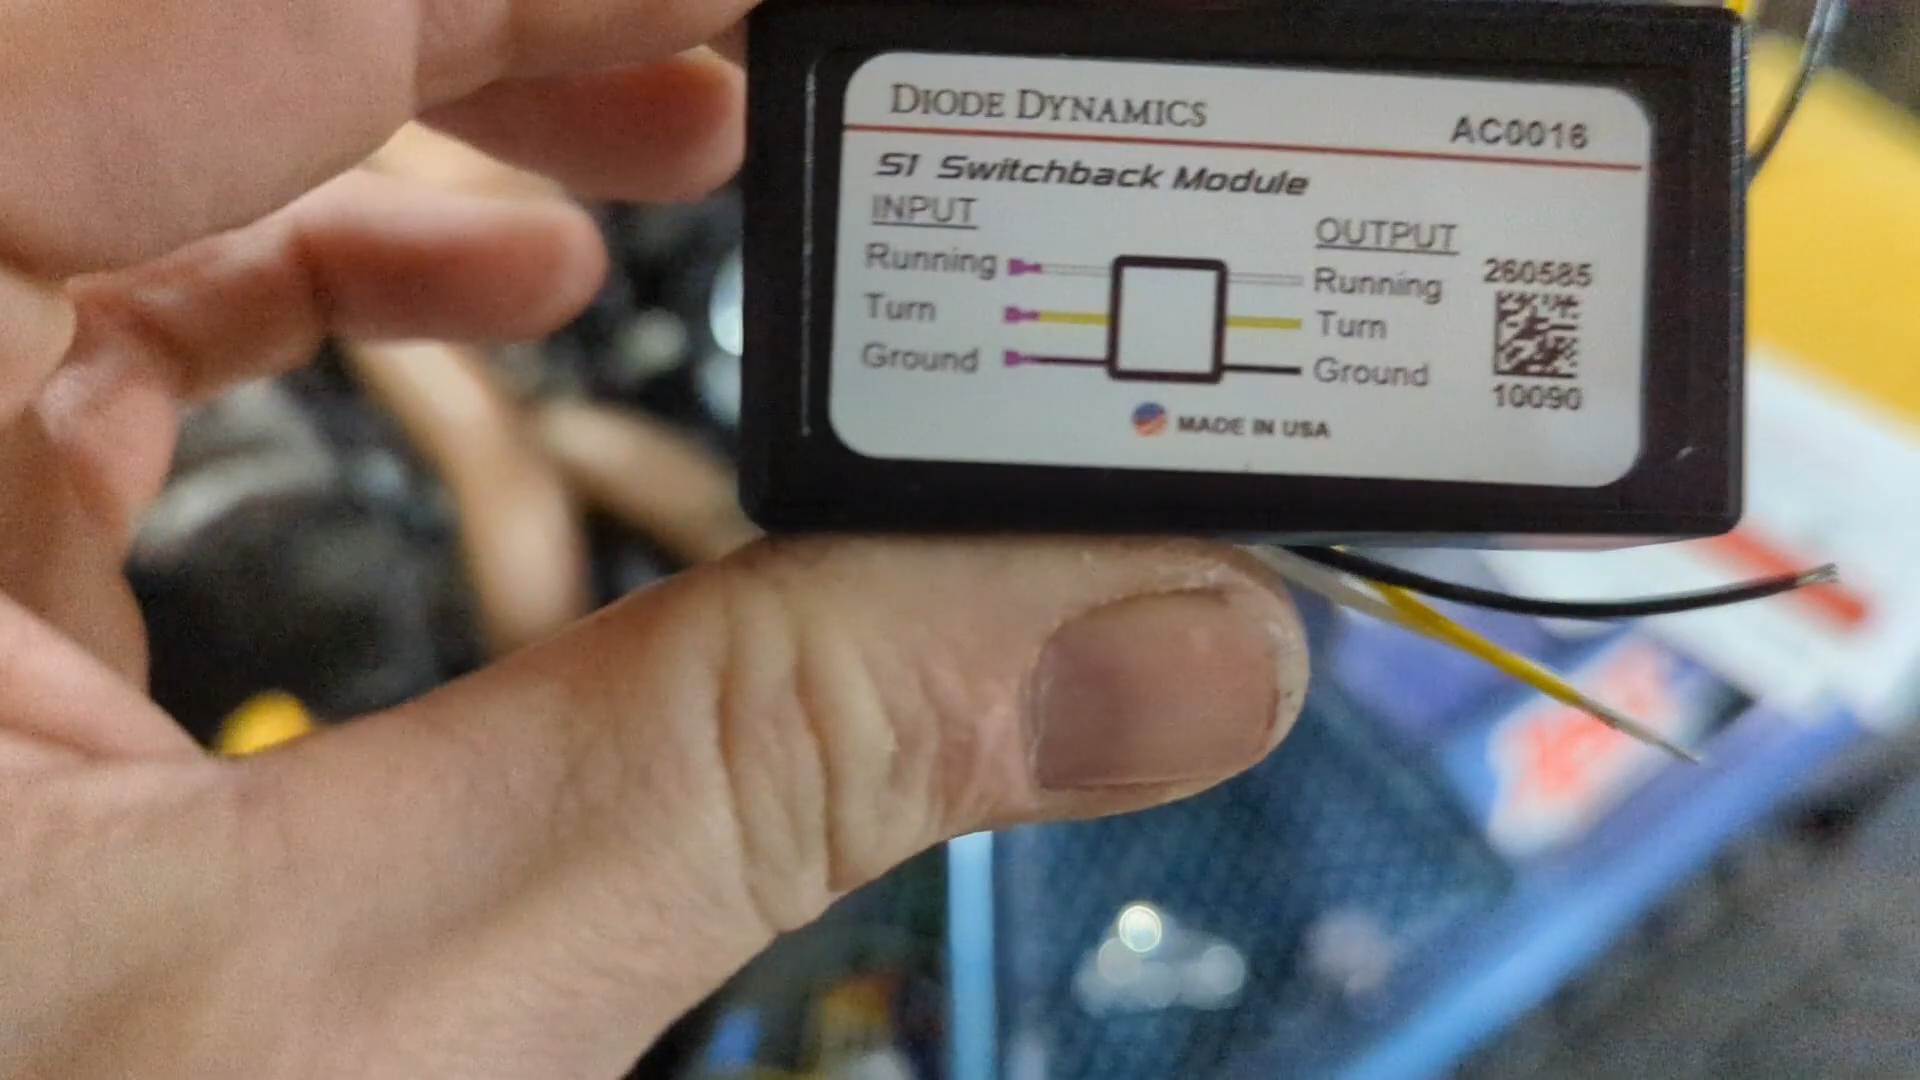 DIODE DYNAMICS
AC0016
S1 Switchback Module
INPUT
OUTPUT
Running
Running
260585
Turn
Turn
Ground
Ground
10090
MADE IN USA